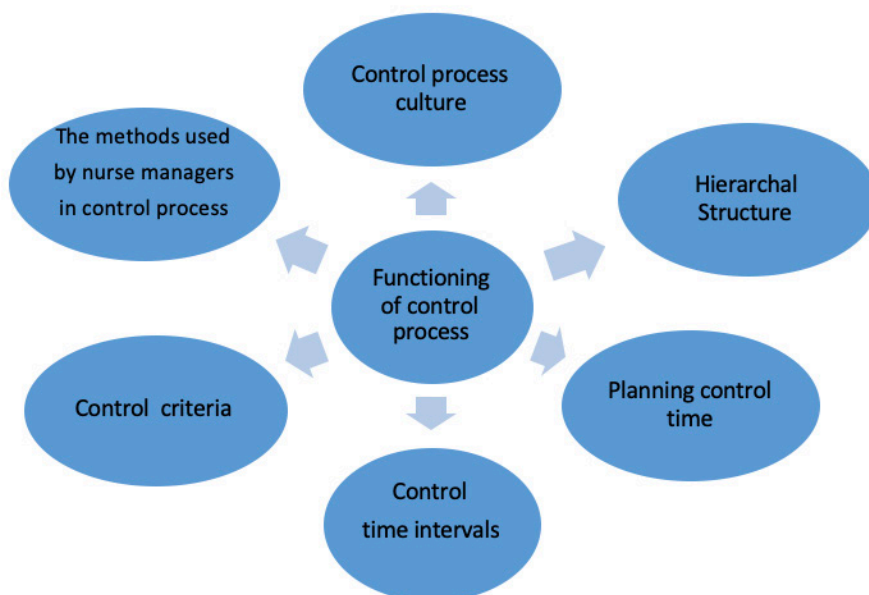 Control process
culture
The methods used
by nurse managers
in control process
Hierarchal
Structure
Functioning
of control
process
Control criteria
Planning control
time
Control
time intervals